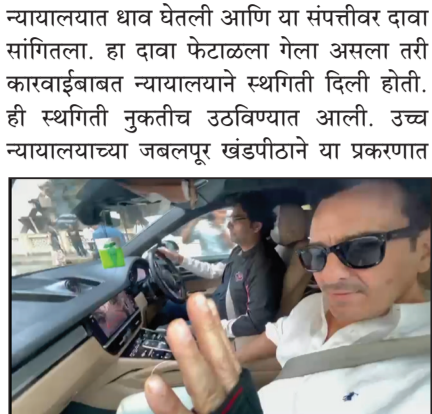 न्यायालयात धाव घेतली आणि या संपत्तीवर दावा
सांगितला. हा दावा फेटाळला गेला असला तरी
कारवाईबाबत न्यायालयाने स्थगिती दिली होती.
ही स्थगिती नुकतीच उठविण्यात आली. उच्च
न्यायालयाच्या जबलपूर खंडपीठाने या प्रकरणात